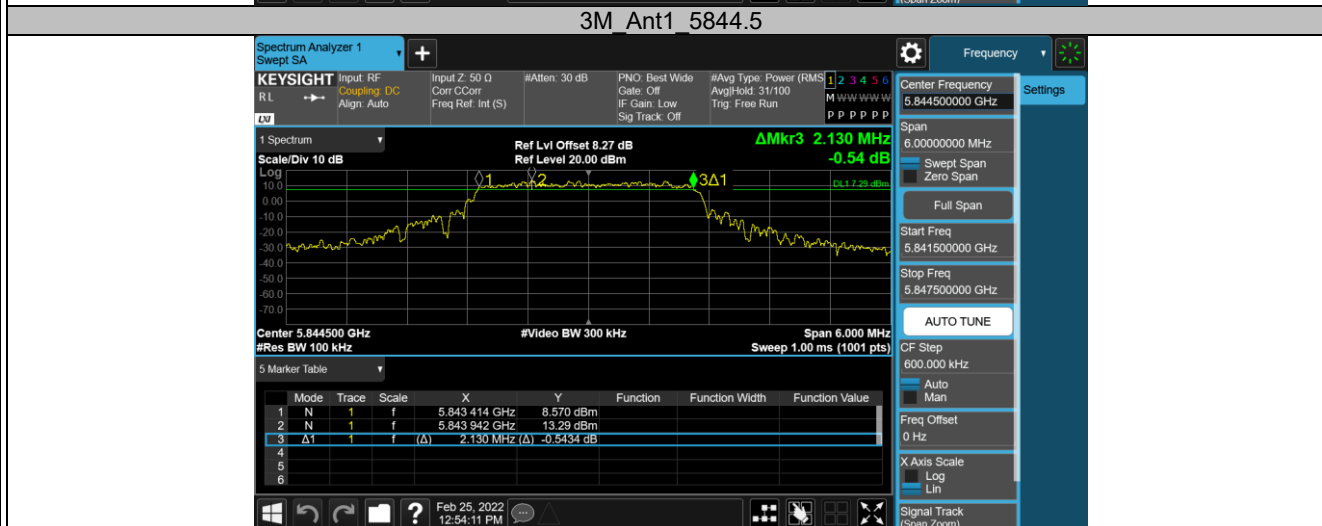 (Span Zoom)
3M_Ant1_5844.5
Spectrum Analyzer 1
Swept SA
+
Frequency
KEYSIGHT
RL
LXI
Input: RF
Coupling: DC
Align: Auto
Input Z: 50 Ω
Corr CCorr
Freq Ref: Int (S)
#Atten: 30 dB
PNO: Best Wide
Gate: Off
IF Gain: Low
Sig Track: Off
#Avg Type: Power (RMS
Avg|Hold: 31/100
Trig: Free Run
1 2 3 4 5 6
M W W W W W
P P P P P P
1 Spectrum
Scale/Div 10 dB
Ref Lvl Offset 8.27 dB
Ref Level 20.00 dBm
ΔMkr3 2.130 MHz
-0.54 dB
Log
10.0
0.00
-10.0
-20.0
-30.0
-40.0
-50.0
-60.0
-70.0
1
2
3Δ1
DL1 7.29 dBm
Center 5.844500 GHz
#Res BW 100 kHz
#Video BW 300 kHz
Span 6.000 MHz
Sweep 1.00 ms (1001 pts)
5 Marker Table
Mode Trace Scale X Y Function Function Width Function Value
1 N 1 f 5.843 414 GHz 8.570 dBm
2 N 1 f 5.843 942 GHz 13.29 dBm
3 Δ1 1 f (Δ) 2.130 MHz (Δ) -0.5434 dB
4
5
6
?
Feb 25, 2022
12:54:11 PM
Center Frequency
5.844500000 GHz
Settings
Span
6.00000000 MHz
Swept Span
Zero Span
Full Span
Start Freq
5.841500000 GHz
Stop Freq
5.847500000 GHz
AUTO TUNE
CF Step
600.000 kHz
Auto
Man
Freq Offset
0 Hz
X Axis Scale
Log
Lin
Signal Track
(Span Zoom)